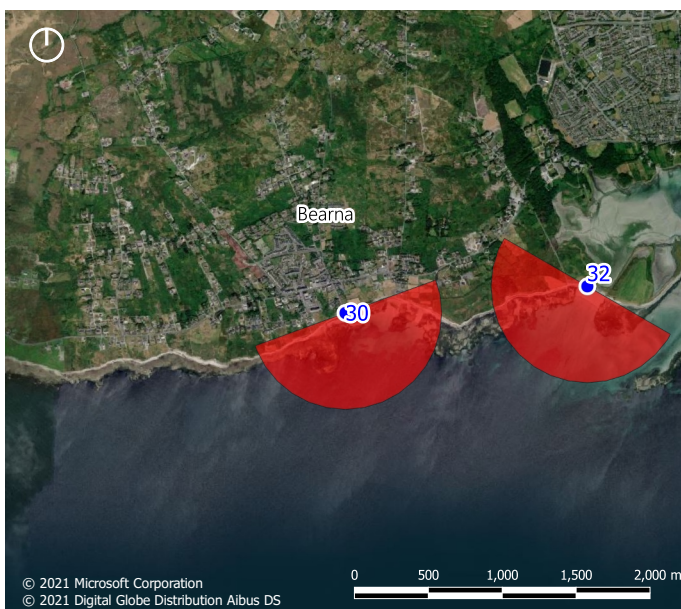 Bearna
32
30
0 500 1,000 1,500 2,000 m
© 2021 Microsoft Corporation
© 2021 Digital Globe Distribution Aibus DS